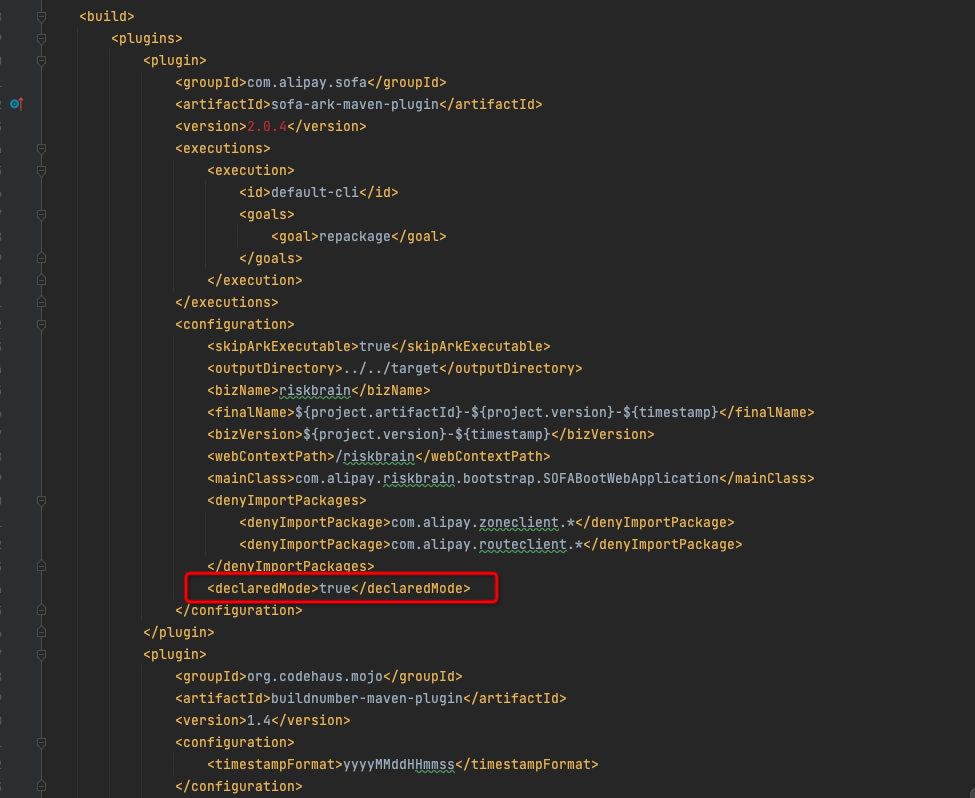 <build>
<plugins>
<plugin>
<groupId>com.alipay.sofa</groupId>
<artifactId>sofa-ark-maven-plugin</artifactId>
<version>2.0.4</version>
<executions>
<execution>
<id>default-cli</id>
<goals>
<goal>repackage</goal>
</goals>
</execution>
</executions>
<configuration>
<skipArkExecutable>true</skipArkExecutable>
<outputDirectory>../../target</outputDirectory>
<bizName>riskbrain</bizName>
<finalName>${project.artifactId}-${project.version}-${timestamp}</finalName>
<bizVersion>${project.version}-${timestamp}</bizVersion>
<webContextPath>/riskbrain</webContextPath>
<mainClass>com.alipay.riskbrain.bootstrap.SOFABootWebApplication</mainClass>
<denyImportPackages>
<denyImportPackage>com.alipay.zoneclient.*</denyImportPackage>
<denyImportPackage>com.alipay.routeclient.*</denyImportPackage>
</denyImportPackages>
<declaredMode>true</declaredMode>
</configuration>
</plugin>
<plugin>
<groupId>org.codehaus.mojo</groupId>
<artifactId>buildnumber-maven-plugin</artifactId>
<version>1.4</version>
<configuration>
<timestampFormat>yyyyMMddHHmmss</timestampFormat>
</configuration>